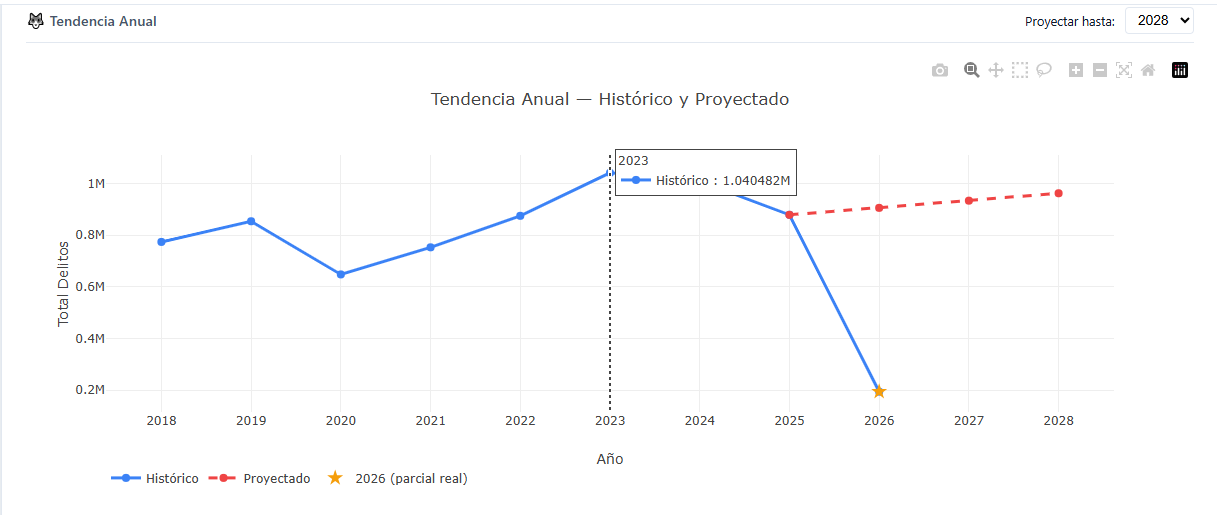 Tendencia Anual
Proyectar hasta: 2028
Tendencia Anual — Histórico y Proyectado
2023
Histórico : 1.040482M
1M
0.8M
0.6M
0.4M
0.2M
Total Delitos
2018 2019 2020 2021 2022 2023 2024 2025 2026 2027 2028
Año
Histórico Proyectado 2026 (parcial real)